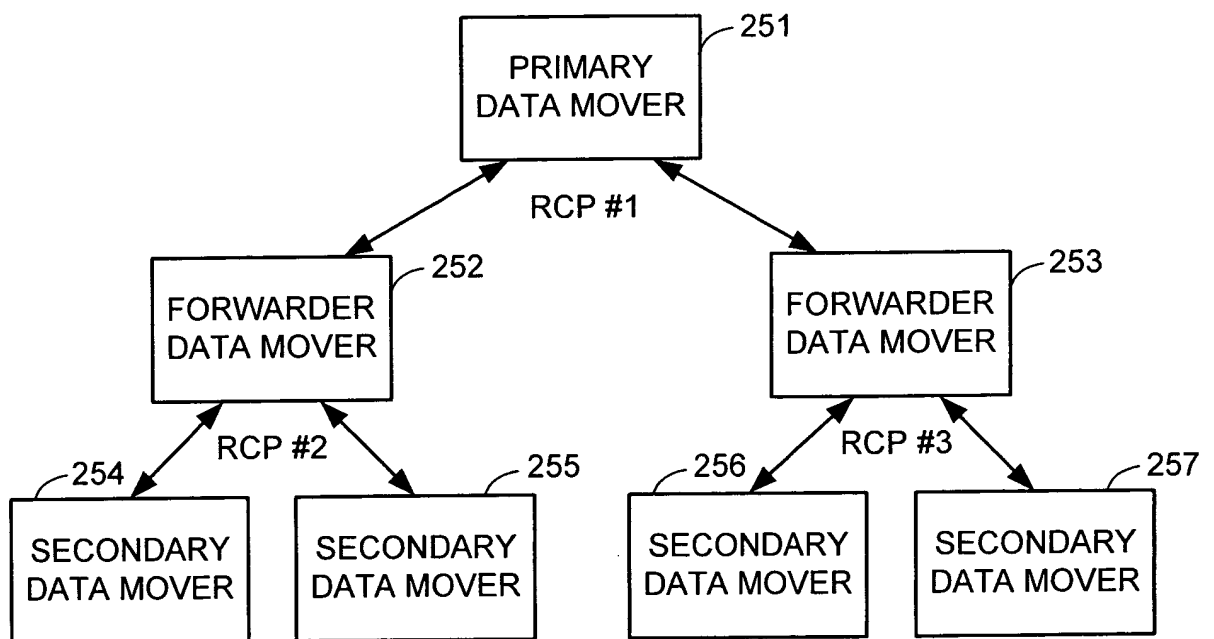 251
PRIMARY
DATA MOVER
RCP #1
252
FORWARDER
DATA MOVER
253
FORWARDER
DATA MOVER
RCP #2
RCP #3
254
SECONDARY
DATA MOVER
255
SECONDARY
DATA MOVER
256
SECONDARY
DATA MOVER
257
SECONDARY
DATA MOVER